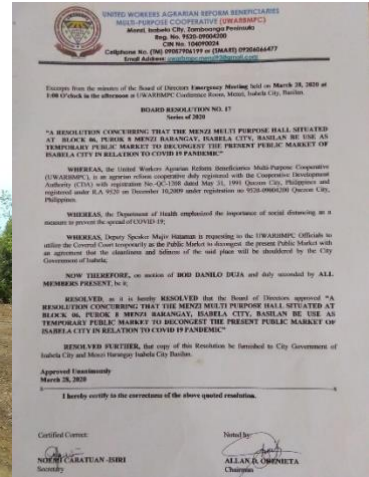 UNITED WORKERS AGRARIAN REFORM BENEFICIARIES
MULTI-PURPOSE COOPERATIVE (UWARBMPC)
Menzi, Isabela City, Zamboanga Peninsula
Reg. No. 9520-09004200
CIN No. 104090024
Cellphone No. (TM) 09057906199 or (SMART) 09206066477
Email Address:
Excerpts from the minutes of the Board of Directors Emergency Meeting held on March 28, 2020 at
1:00 O'clock in the afternoon at UWARBMPC Conference Room, Menzi, Isabela City, Basilan.
BOARD RESOLUTION NO. 17
Series of 2020
"A RESOLUTION CONCURRING THAT THE MENZI MULTI PURPOSE HALL SITUATED
AT BLOCK 06, PUROK 8 MENZI BARANGAY, ISABELA CITY, BASILAN BE USE AS
TEMPORARY PUBLIC MARKET TO DECONGEST THE PRESENT PUBLIC MARKET OF
ISABELA CITY IN RELATION TO COVID 19 PANDEMIC"
WHEREAS, the United Workers Agrarian Reform Beneficiaries Multi-Purpose Cooperative
(UWARBMPC), is an agrarian reform cooperative duly registered with the Cooperative Development
Authority (CDA) with registration No.-QC-1208 dated May 31, 1991 Quezon City, Philippines and
registered under R.A 9520 on December 10,2009 under registration no. 9520-09004200 Quezon City,
Philippines.
WHEREAS, the Department of Health emphasized the importance of social distancing as a
measure to prevent the spread of COVID-19;
WHEREAS, Deputy Speaker Mujiv Hataman is requesting to the UWARBMPC Officials to
utilize the Covered Court temporarily as the Public Market to decongest the present Public Market with
an agreement that the cleanliness and of the said place will be shouldered by the City
Government of Isabela;
NOW THEREFORE, on motion of BOD DANILO DUJA and duly seconded by ALL
MEMBERS PRESENT, be it;
RESOLVED, as it is hereby RESOLVED that the Board of Directors approved "A
RESOLUTION CONCURRING THAT THE MENZI MULTI PURPOSE HALL SITUATED AT
BLOCK 06, PUROK 8 MENZI BARANGAY, ISABELA CITY, BASILAN BE USE AS
TEMPORARY PUBLIC MARKET TO DECONGEST THE PRESENT PUBLIC MARKET OF
ISABELA CITY IN RELATION TO COVID 19 PANDEMIC"
RESOLVED FURTHER, that copy of this Resolution be furnished to City Government of
Isabela City and Menzi Barangay Isabela City Basilan.
Approved Unanimously
March 28, 2020
I hereby certify to the correctness of the above quoted resolution.
Certified Correct:
Noted by:
NOEMI CABATUAN -ISIRI
Secretary
ALLAN D. OBENIETA
Chairman